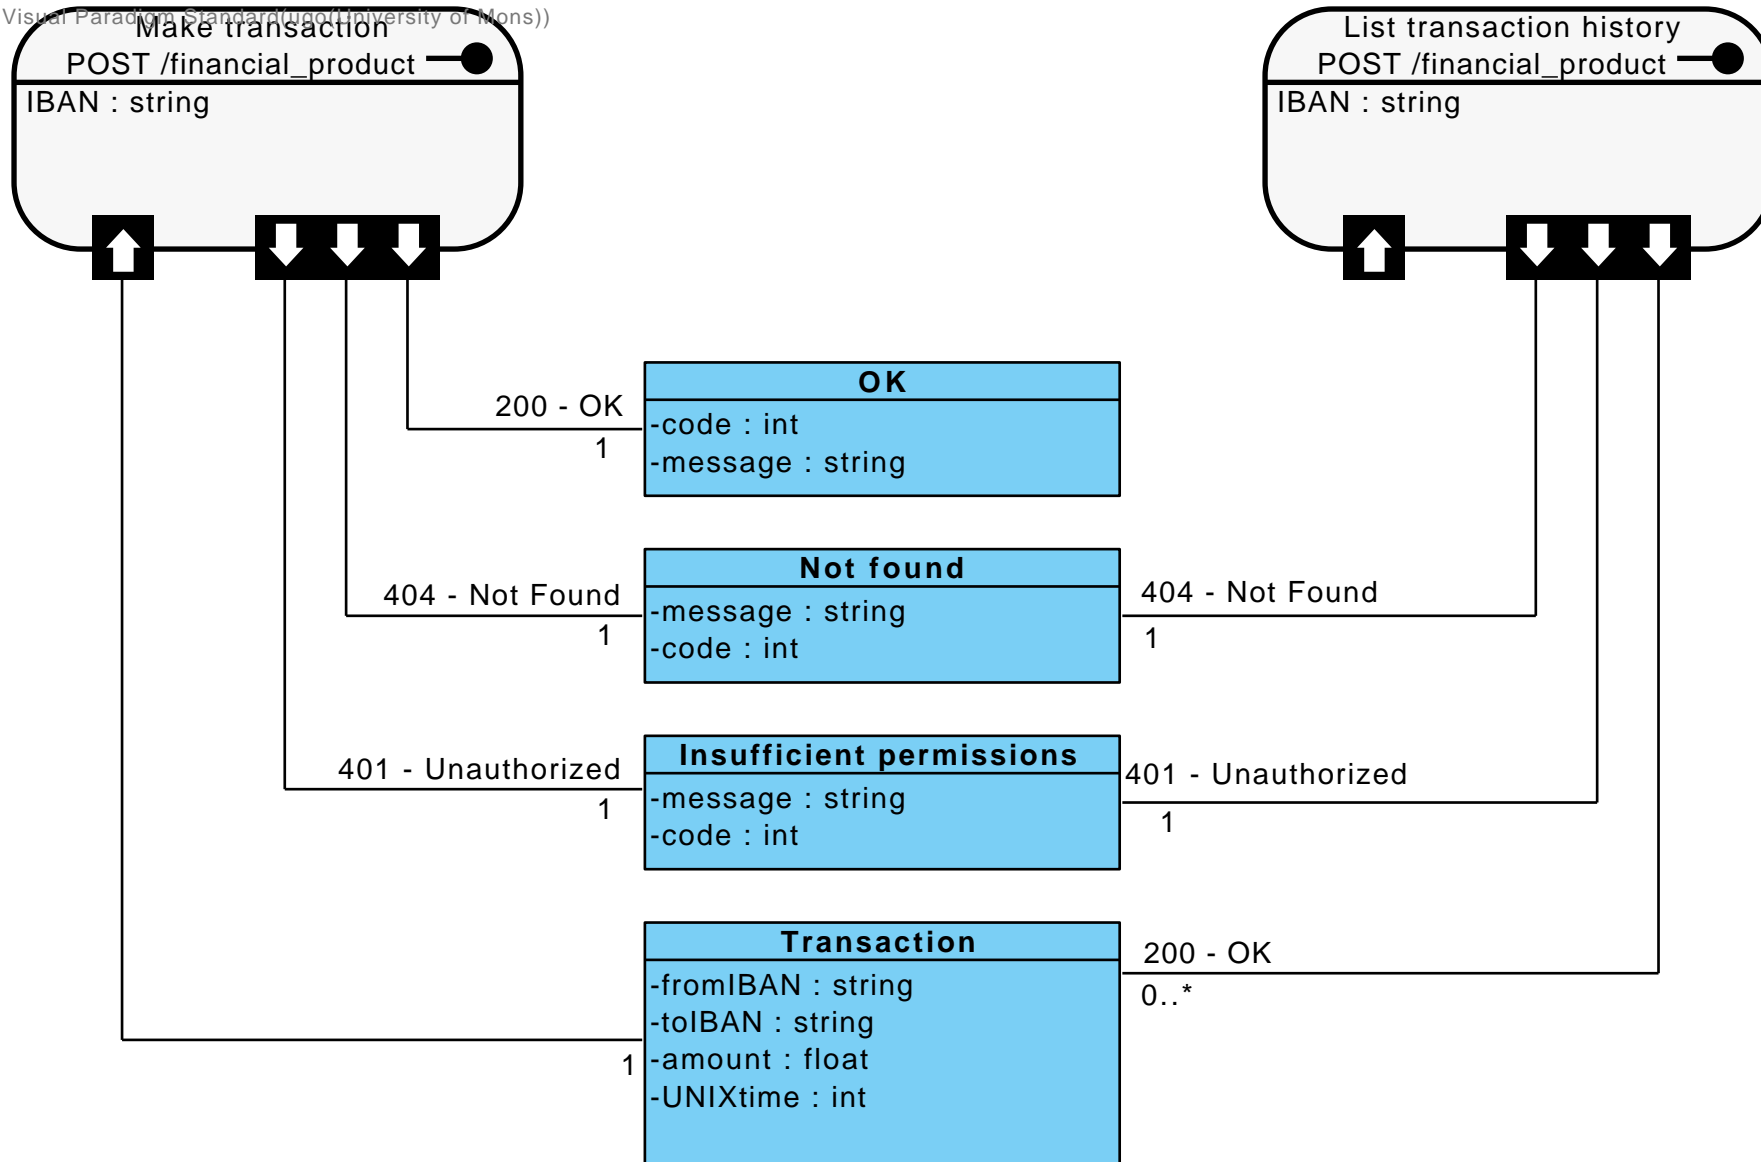 Visual Paradigm Standard(ugo(University of Mons))
Make transaction
POST /financial_product
IBAN : string
List transaction history
POST /financial_product
IBAN : string
200 - OK
1
OK
-code : int
-message : string
404 - Not Found
1
Not found
-message : string
-code : int
404 - Not Found
1
401 - Unauthorized
1
Insufficient permissions
-message : string
-code : int
401 - Unauthorized
1
Transaction
-fromIBAN : string
-toIBAN : string
-amount : float
-UNIXtime : int
1
200 - OK
0..*